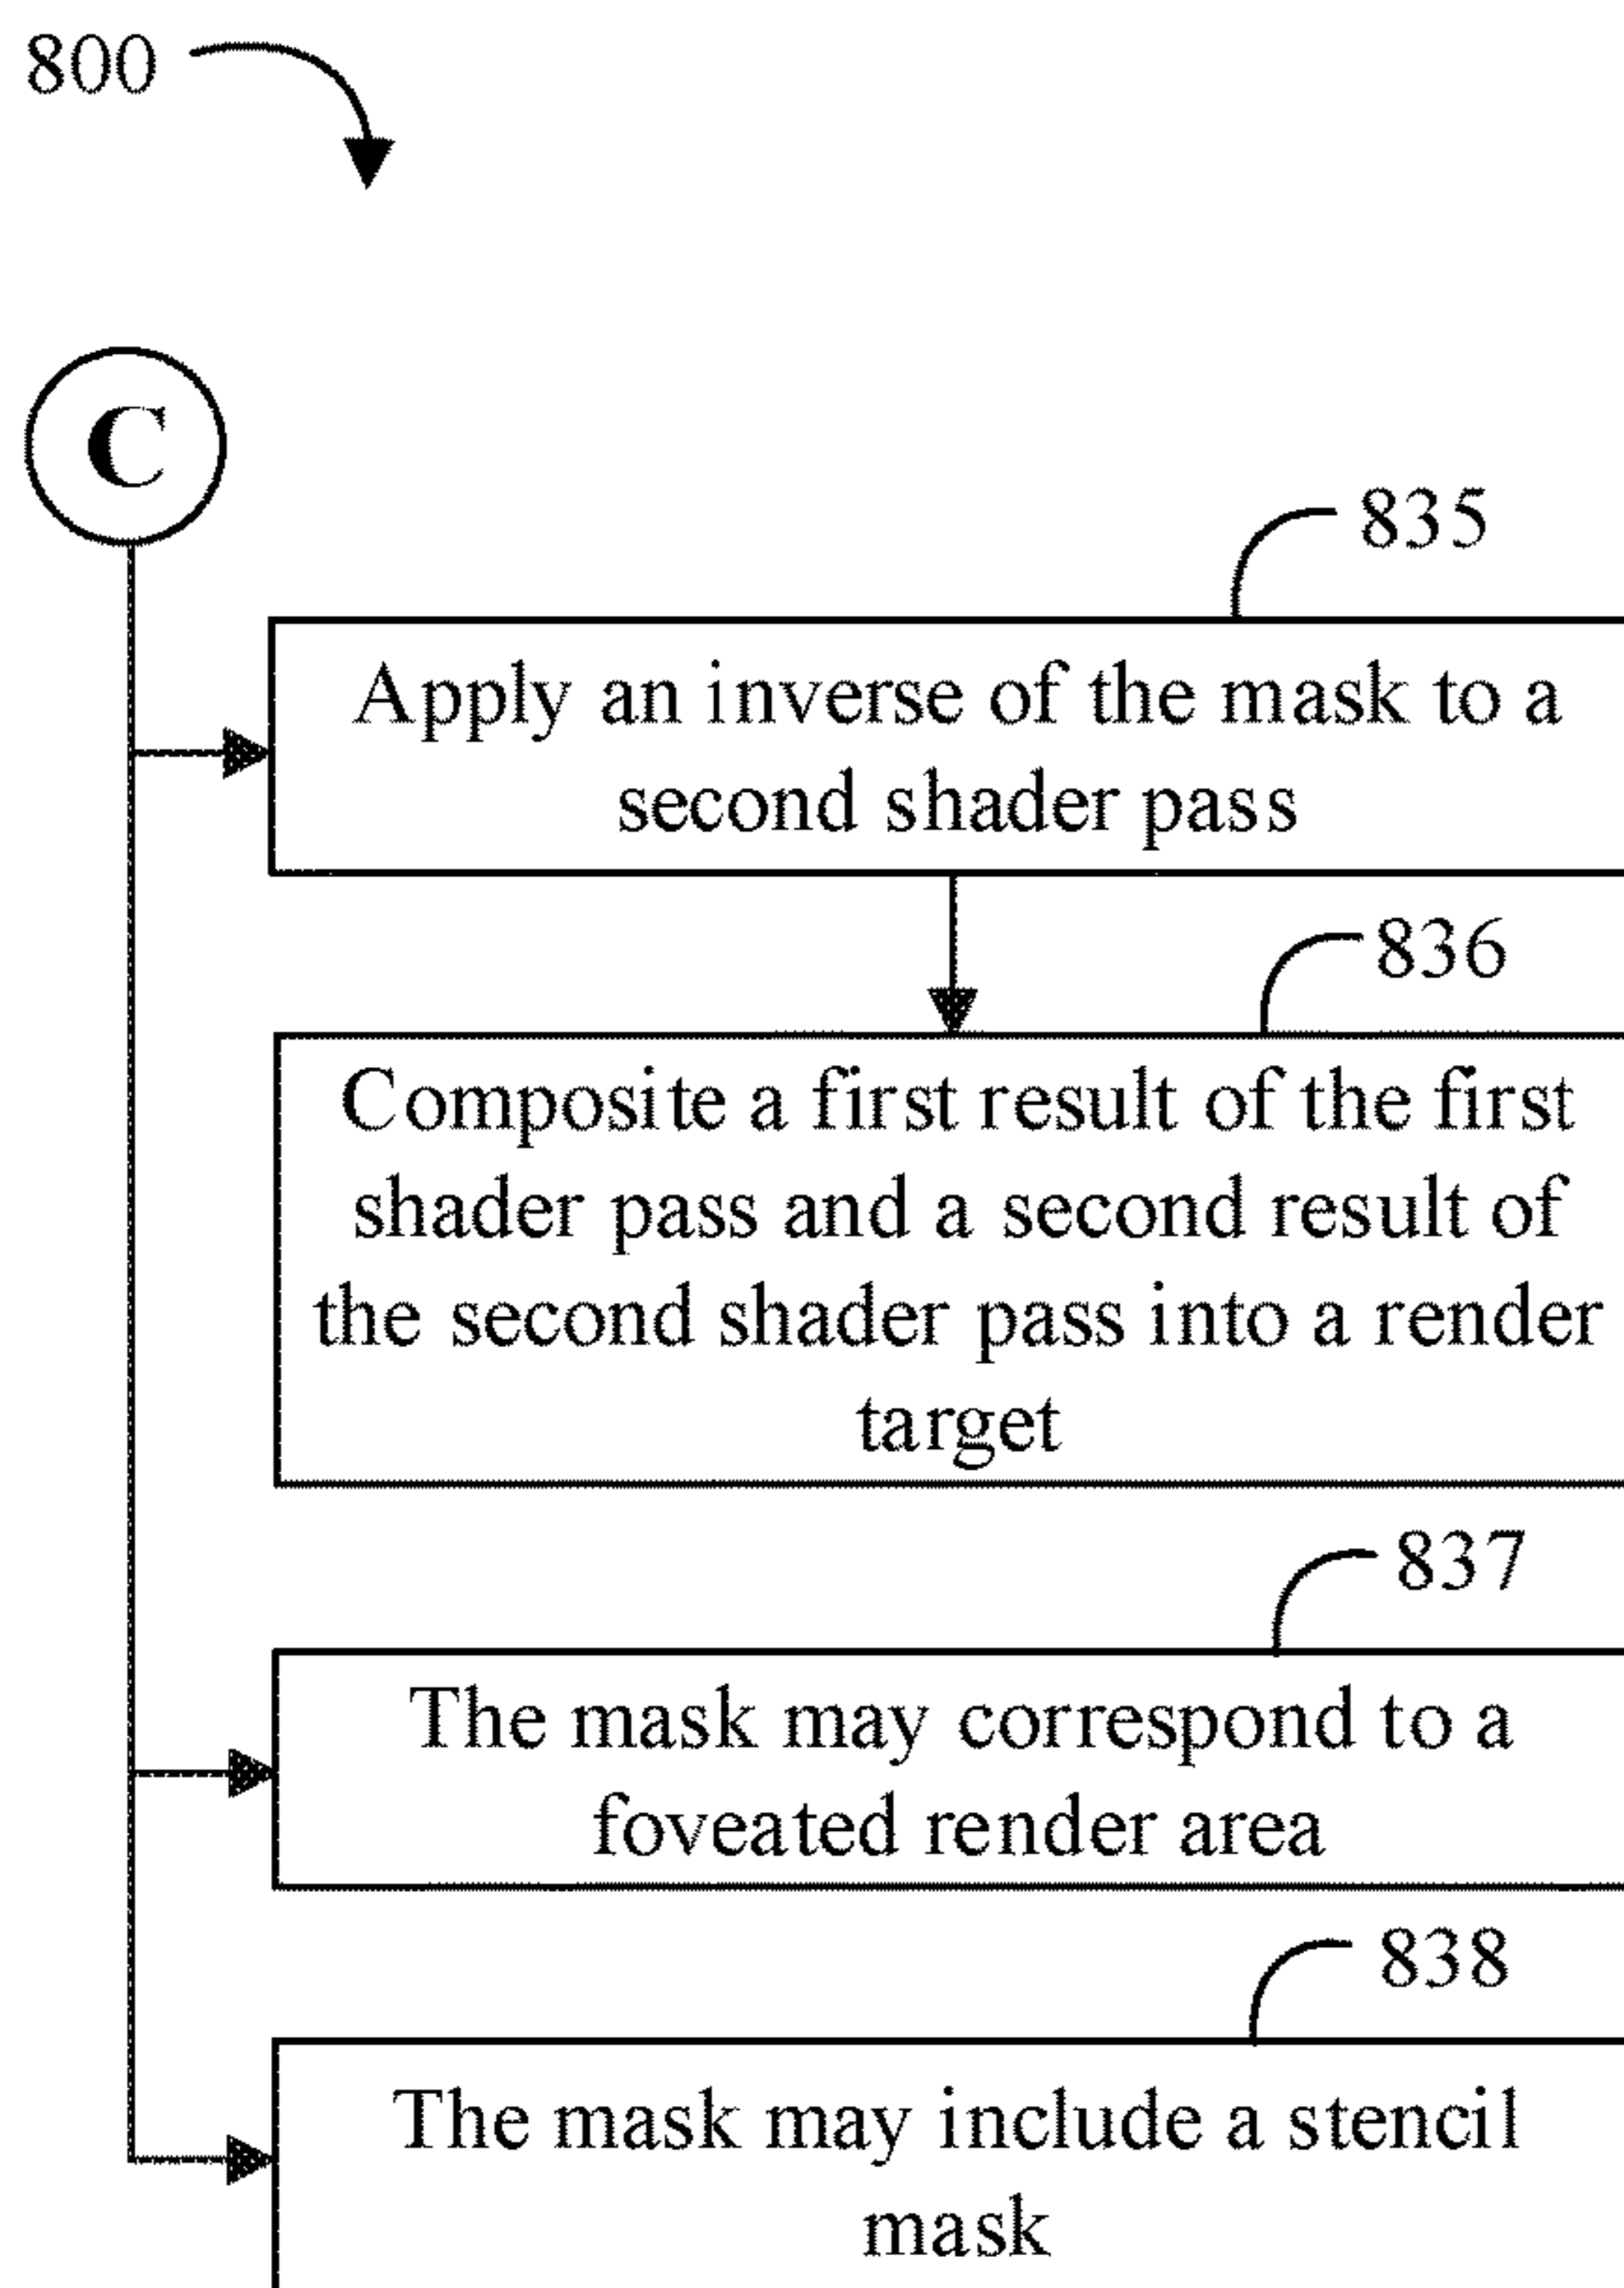 800
C
835
Apply an inverse of the mask to a
second shader pass
836
Composite a first result of the first
shader pass and a second result of
the second shader pass into a render
target
837
The mask may correspond to a
foveated render area
838
The mask may include a stencil
mask